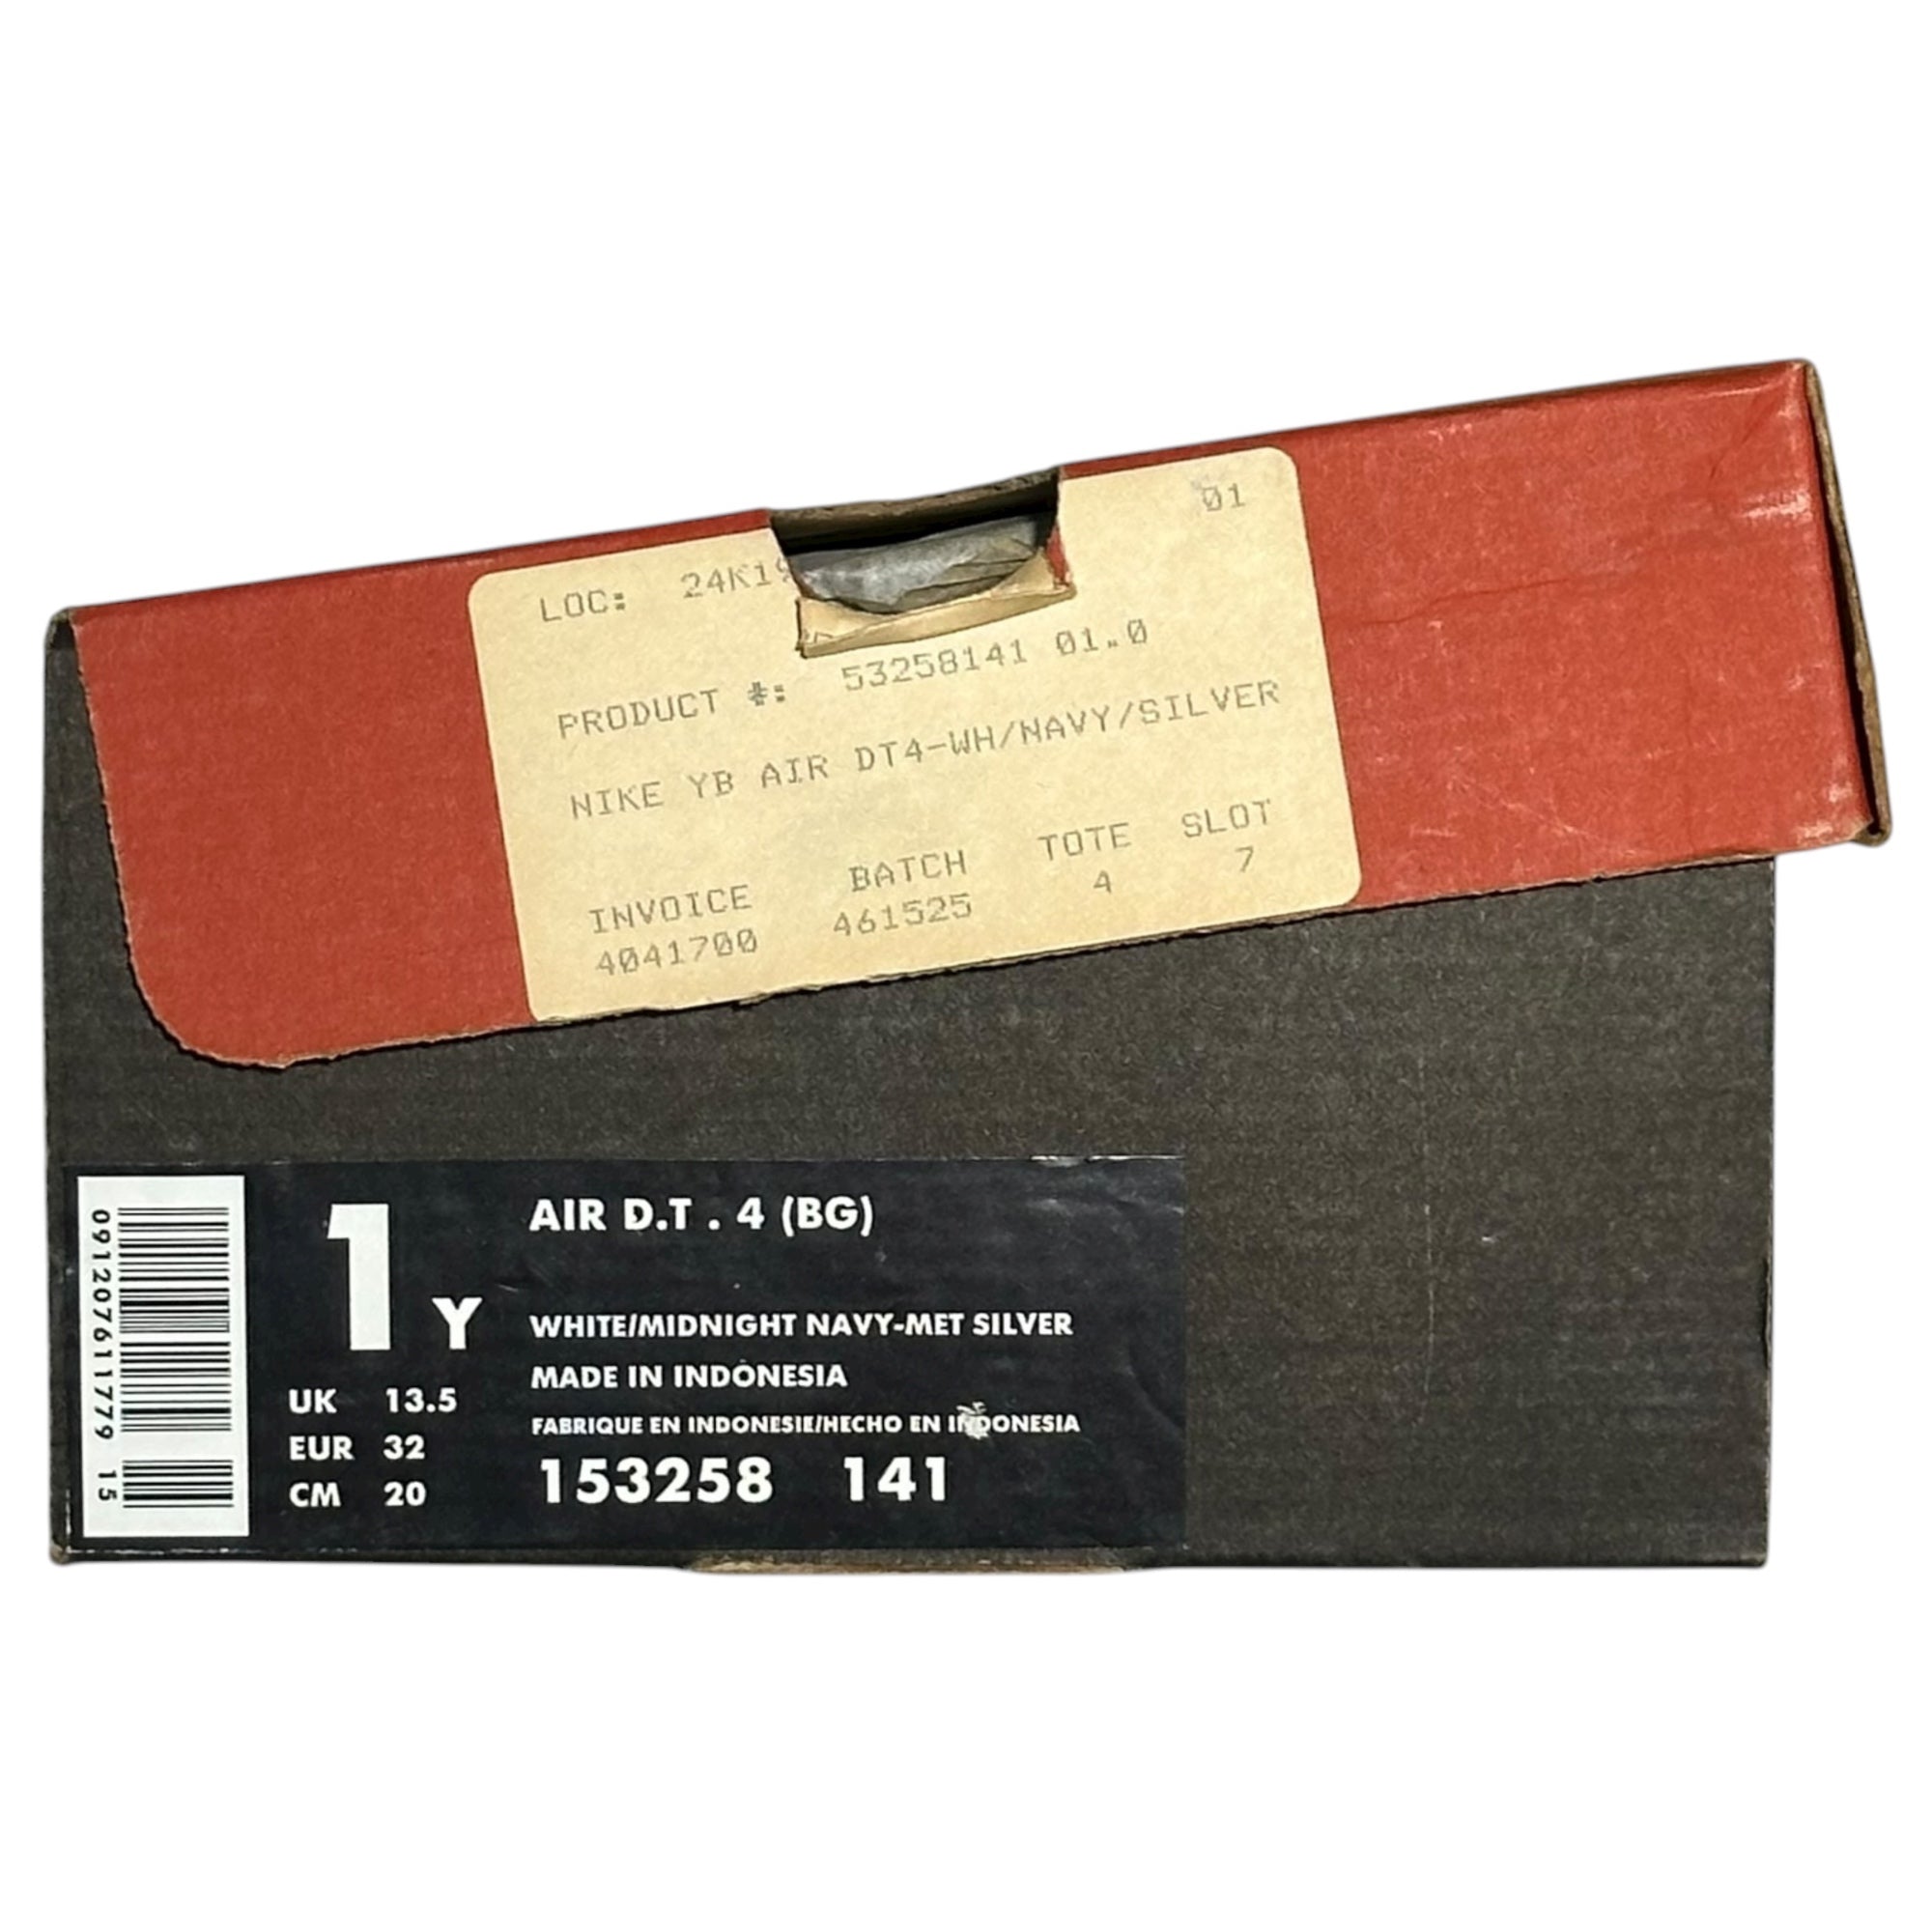 01
LOC: 24K19
PRODUCT #: 53258141 01.0
NIKE YB AIR DT4-WH/NAVY/SILVER
INVOICE BATCH TOTE SLOT
4041700 461525 4 7
091207611779 15
1 Y
UK 13.5
EUR 32
CM 20
AIR D.T . 4 (BG)
WHITE/MIDNIGHT NAVY-MET SILVER
MADE IN INDONESIA
FABRIQUE EN INDONESIE/HECHO EN INDONESIA
153258 141